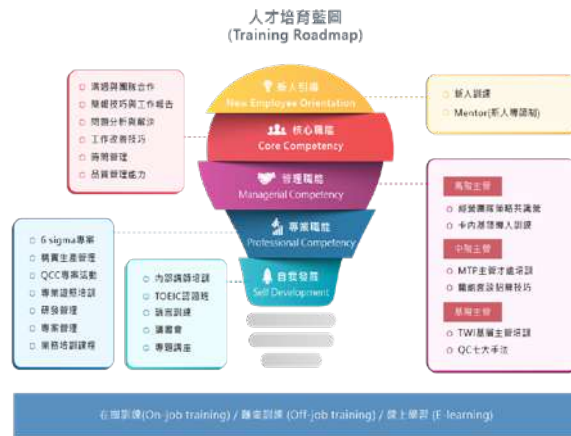 人才培育藍圖
(Training Roadmap)
溝通與團隊合作
簡報技巧與工作報告
問題分析與解決
工作改善技巧
時間管理
品質管理能力
新人引導
New Employee Orientation
核心職能
Core Competency
管理職能
Managerial Competency
專業職能
Professional Competency
自我發展
Self Development
新人訓練
Mentor(新人導師制)
高階主管
經營團隊策略共識營
卡內基領導人訓練
中階主管
MTP主管才能培訓
職能面談招募技巧
基層主管
TWI基層主管培訓
QC七大手法
6 sigma專案
精實生產管理
QCC專案活動
專業證照培訓
研發管理
專案管理
業務培訓課程
內部講師培訓
TOEIC認證班
語言訓練
讀書會
專題講座
在職訓練(On-job training) / 職外訓練 (Off-job training) / 線上學習 (E-learning)